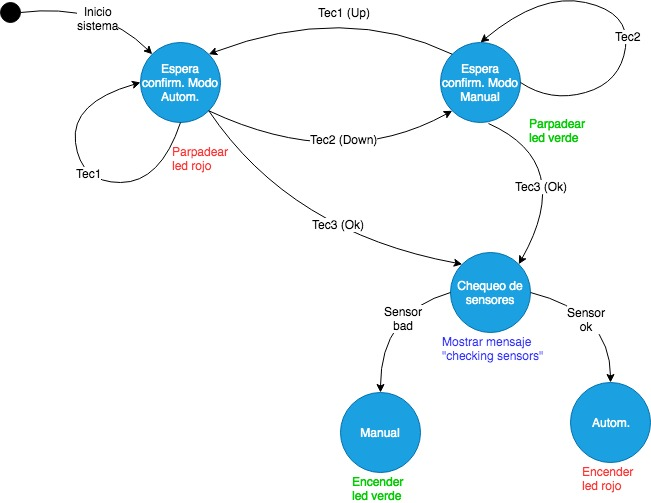 Inicio
sistema
Tec1 (Up)
Tec2
Espera
confirm. Modo
Autom.
Espera
confirm. Modo
Manual
Parpadear
led verde
Tec2 (Down)
Parpadear
led rojo
Tec1
Tec3 (Ok)
Tec3 (Ok)
Chequeo de
sensores
Sensor
bad
Sensor
ok
Mostrar mensaje
"checking sensors"
Manual
Autom.
Encender
led verde
Encender
led rojo